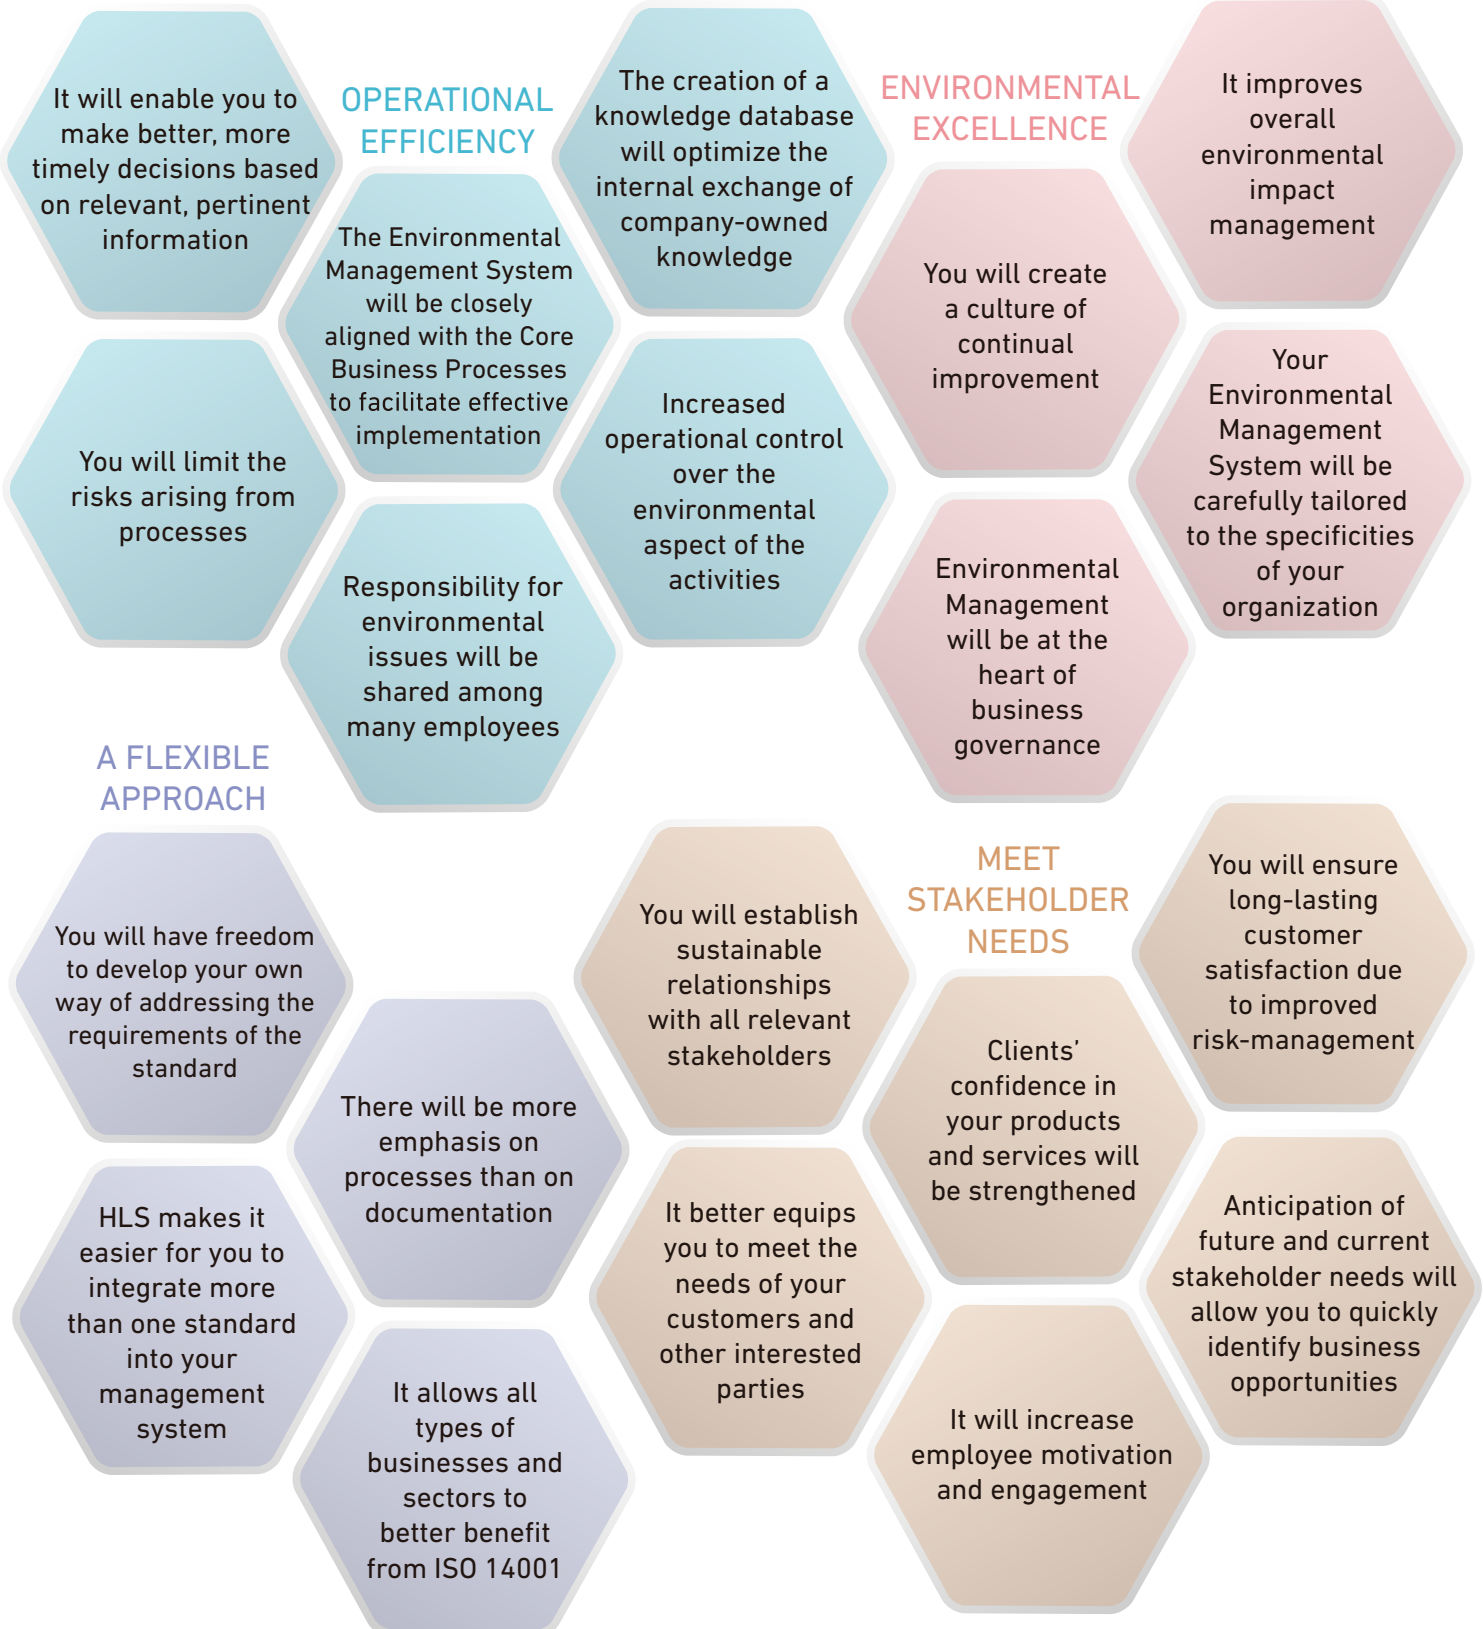 OPERATIONAL
EFFICIENCY
It will enable you to
make better, more
timely decisions based
on relevant, pertinent
information
The Environmental
Management System
will be closely
aligned with the Core
Business Processes
to facilitate effective
implementation
The creation of a
knowledge database
will optimize the
internal exchange of
company-owned
knowledge
You will limit the
risks arising from
processes
Responsibility for
environmental
issues will be
shared among
many employees
Increased
operational control
over the
environmental
aspect of the
activities
ENVIRONMENTAL
EXCELLENCE
It improves
overall
environmental
impact
management
You will create
a culture of
continual
improvement
Your
Environmental
Management
System will be
carefully tailored
to the specificities
of your
organization
Environmental
Management
will be at the
heart of
business
governance
A FLEXIBLE
APPROACH
You will have freedom
to develop your own
way of addressing the
requirements of the
standard
There will be more
emphasis on
processes than on
documentation
HLS makes it
easier for you to
integrate more
than one standard
into your
management
system
It allows all
types of
businesses and
sectors to
better benefit
from ISO 14001
MEET
STAKEHOLDER
NEEDS
You will establish
sustainable
relationships
with all relevant
stakeholders
Clients’
confidence in
your products
and services will
be strengthened
You will ensure
long-lasting
customer
satisfaction due
to improved
risk-management
It better equips
you to meet the
needs of your
customers and
other interested
parties
It will increase
employee motivation
and engagement
Anticipation of
future and current
stakeholder needs will
allow you to quickly
identify business
opportunities